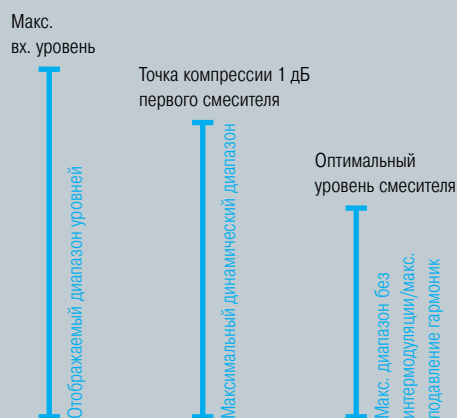 Макс.
вх. уровень
Отображаемый диапазон уровней
Точка компрессии 1 дБ
первого смесителя
Максимальный динамический диапазон
Оптимальный
уровень смесителя
Макс. диапазон без
интермодуляции/макс.
подавление гармоник